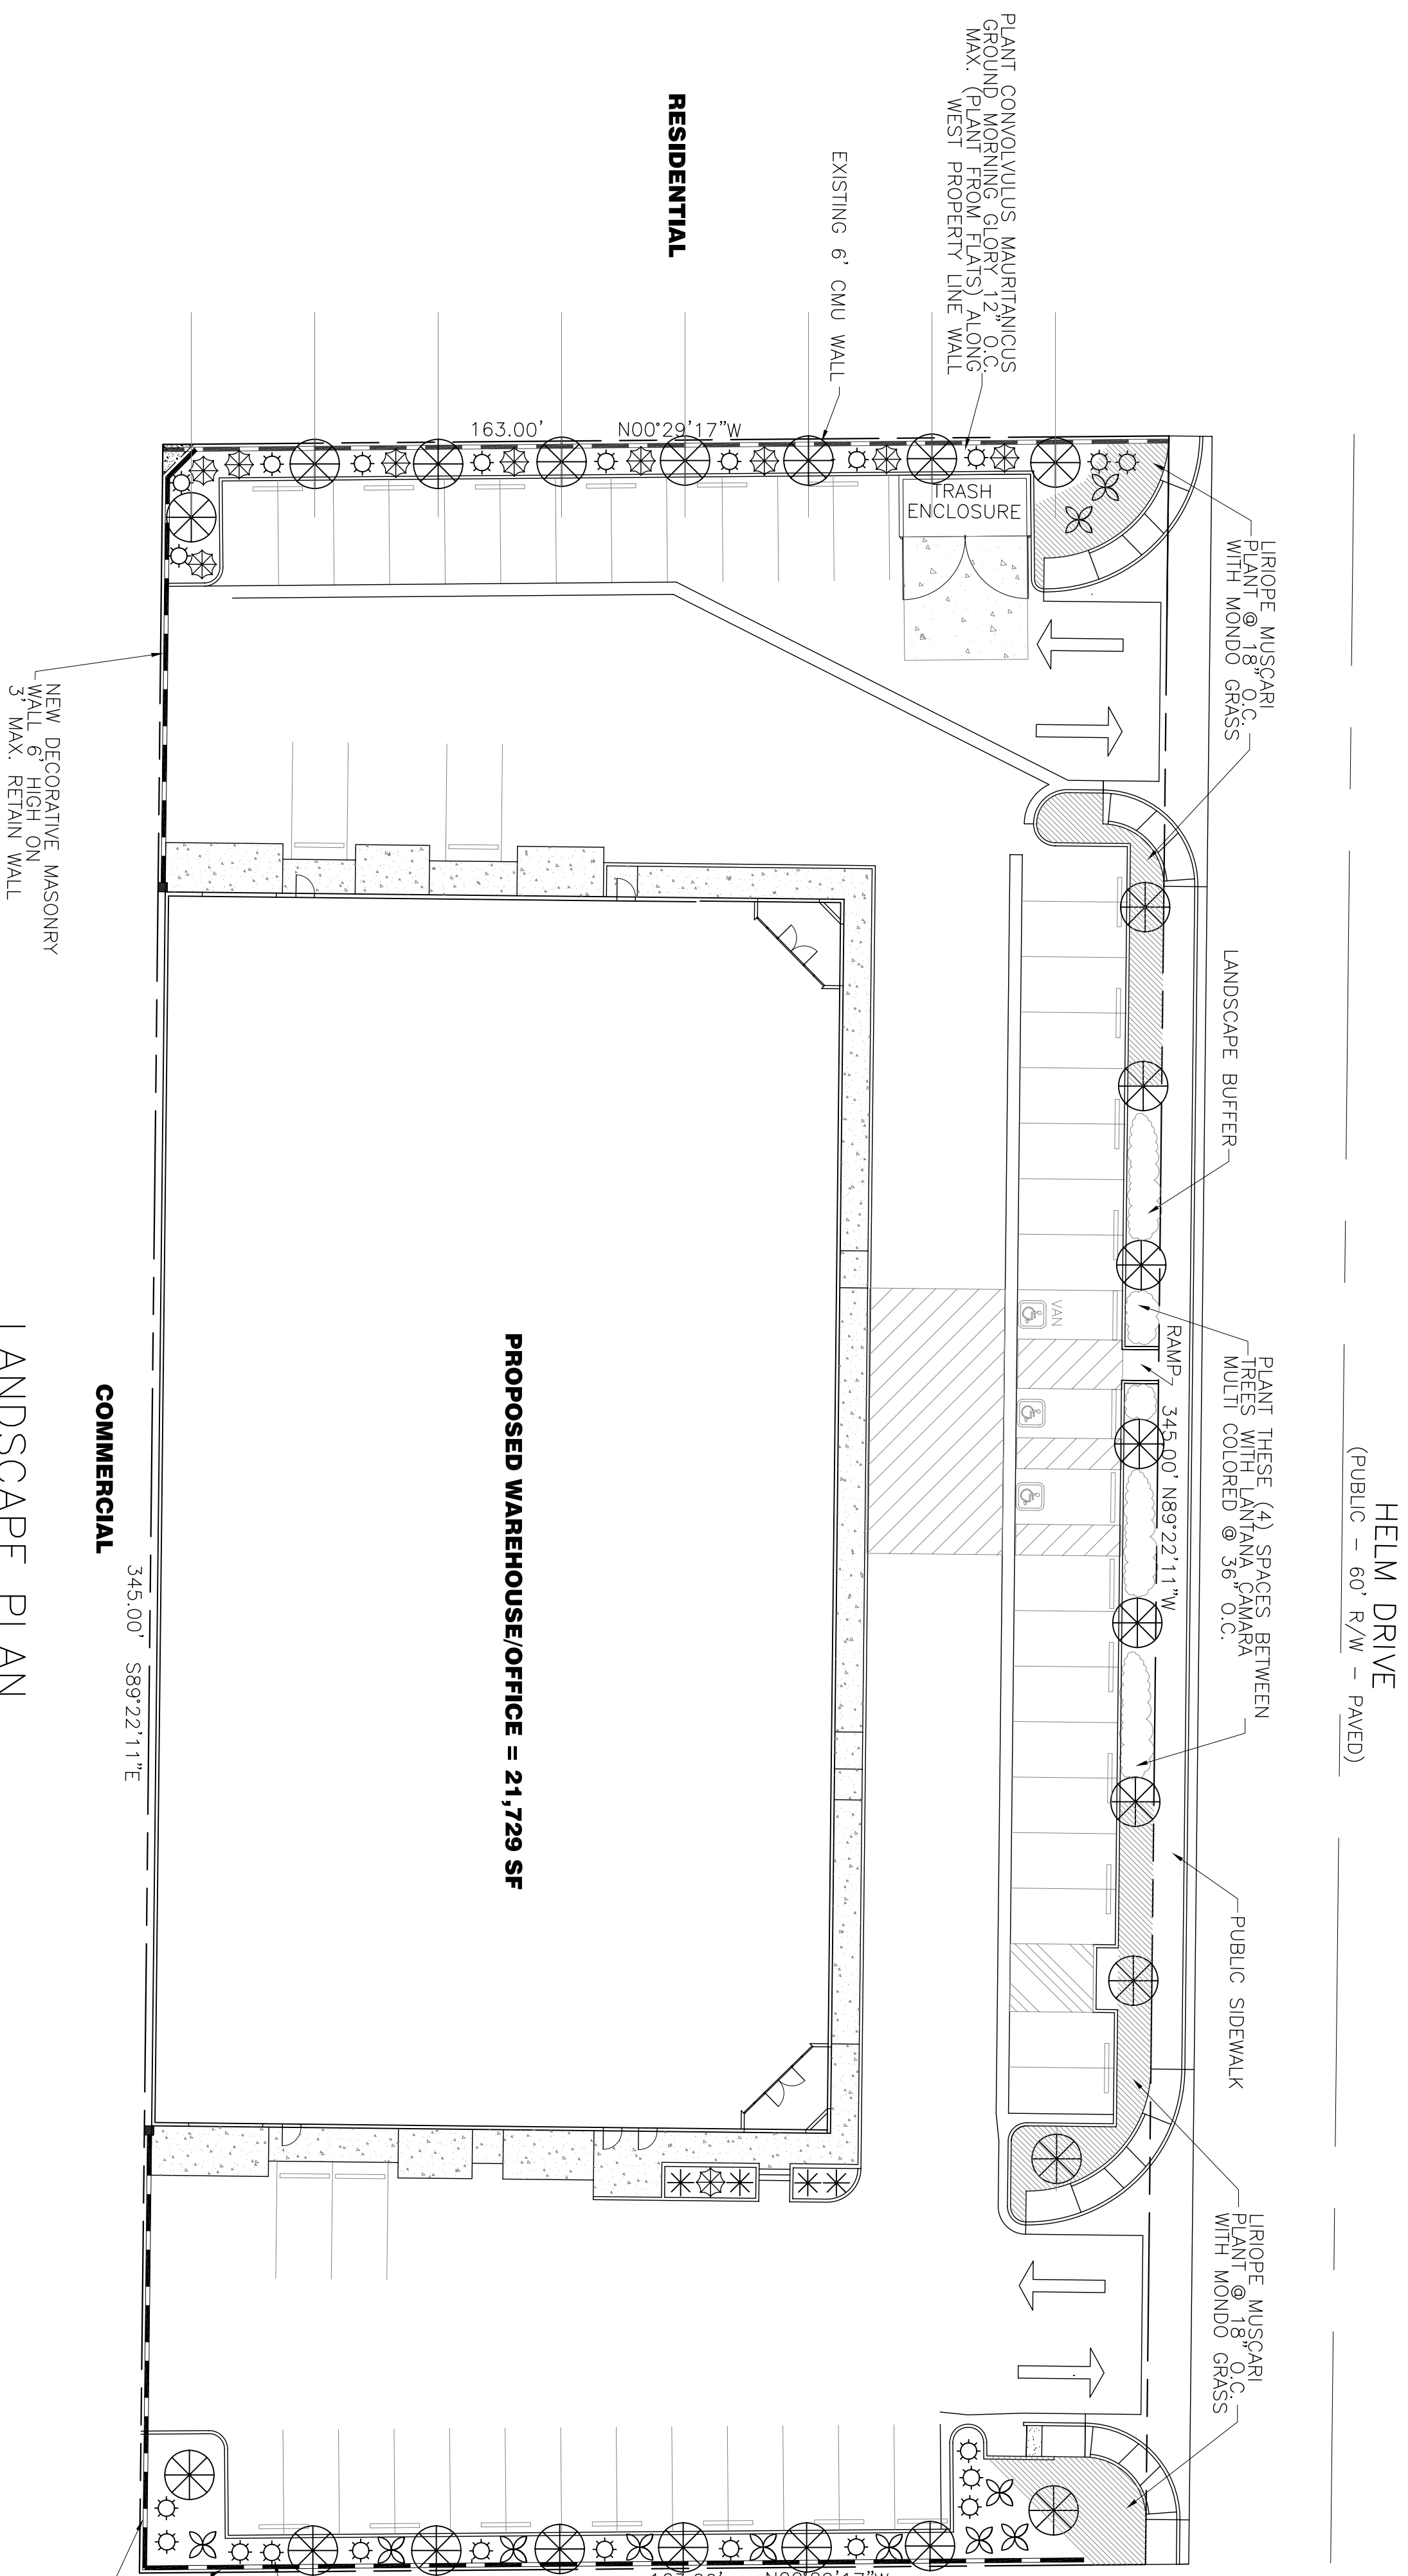 HELM DRIVE
(PUBLIC – 60' R/W – PAVED)
PLANT CONVOLVULUS MAURITANICUS
GROUND MORNING GLORY 12" O.C.
MAX. (PLANT FROM FLATS) ALONG
WEST PROPERTY LINE WALL
EXISTING 6' CMU WALL
RESIDENTIAL
163.00' N00°29'17"W
TRASH
ENCLOSURE
LIRIOPE MUSCARI
PLANT @ 18" O.C.
WITH MONDO GRASS
LANDSCAPE BUFFER
PLANT THESE (4) SPACES BETWEEN
TREES WITH LANTANA CAMARA
MULTI COLORED @ 36" O.C.
RAMP
345.00' N89°22'11"W
VAN
PUBLIC SIDEWALK
LIRIOPE MUSCARI
PLANT @ 18" O.C.
WITH MONDO GRASS
PROPOSED WAREHOUSE/OFFICE = 21,729 SF
NEW DECORATIVE MASONRY
WALL 6' HIGH ON
3' MAX. RETAIN WALL
COMMERCIAL
345.00' S89°22'11"E
LANDSCAPE PLAN